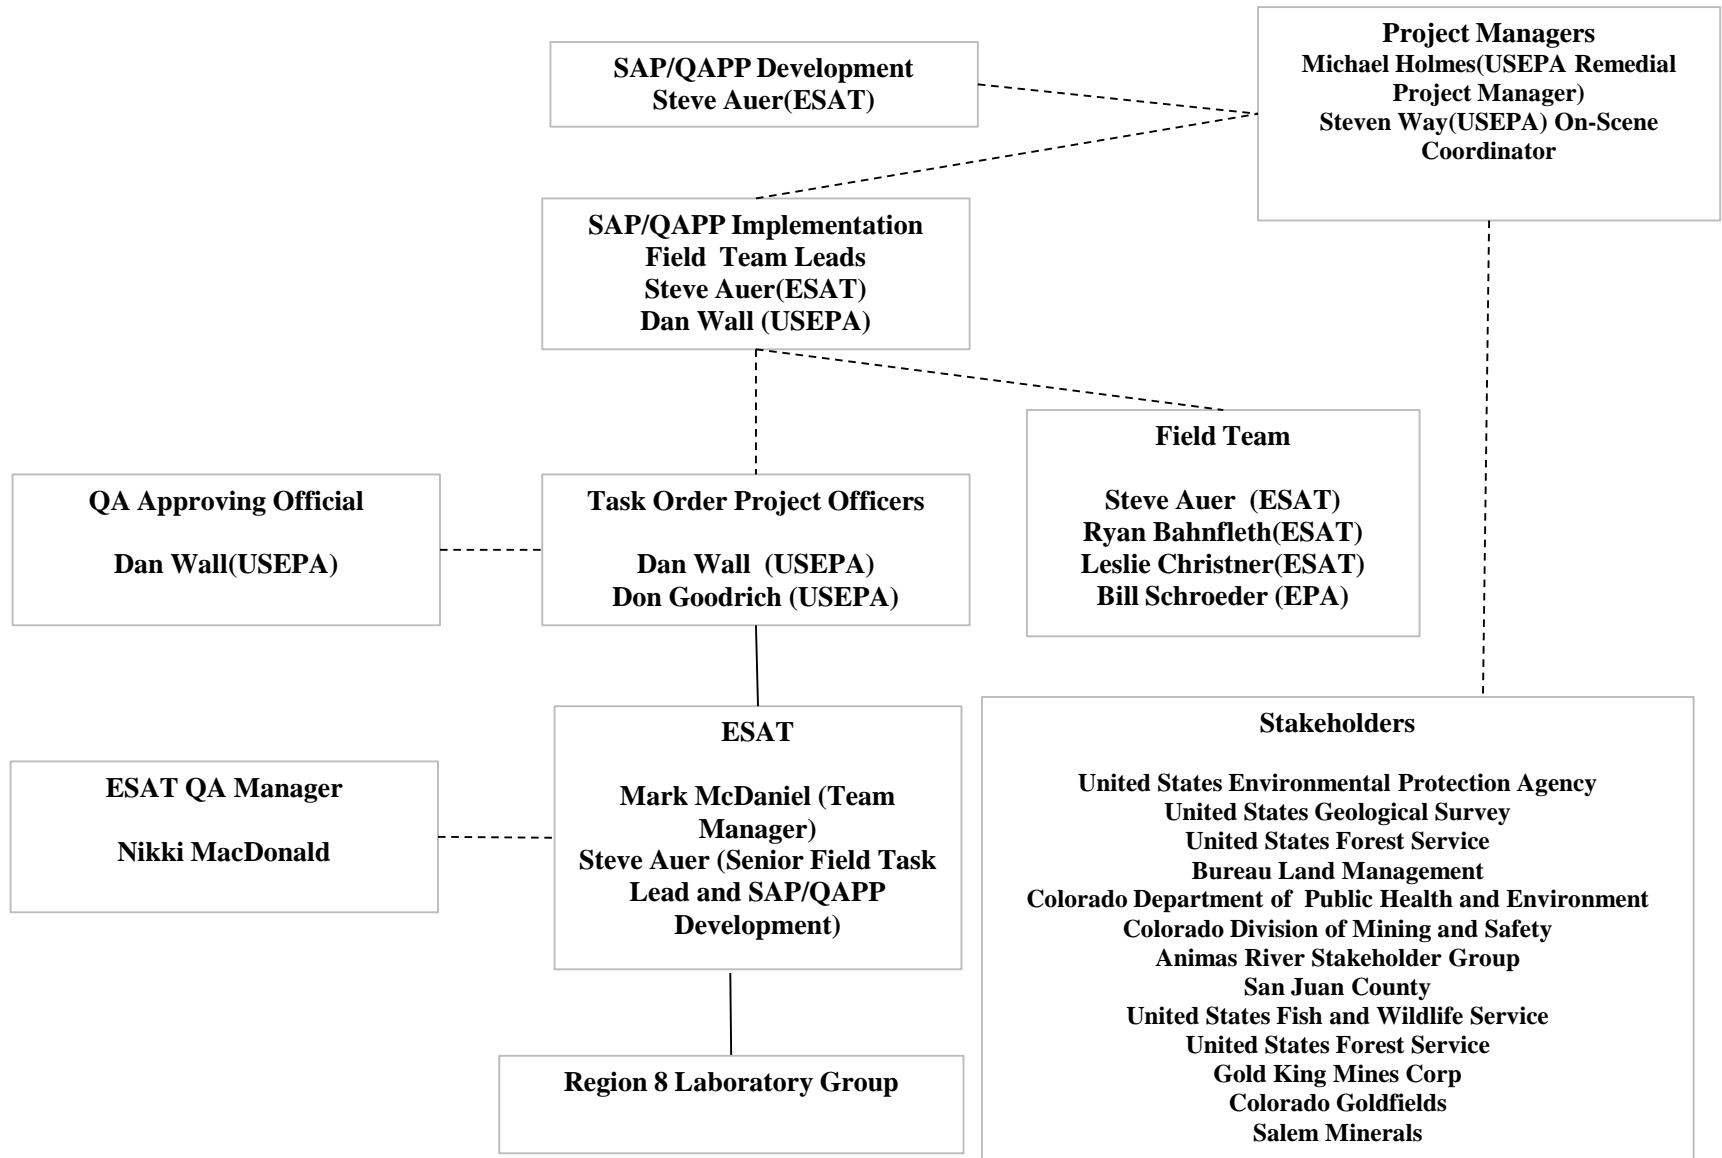 Project Managers
Michael Holmes(USEPA Remedial
Project Manager)
Steven Way(USEPA) On-Scene
Coordinator
SAP/QAPP Development
Steve Auer(ESAT)
SAP/QAPP Implementation
Field Team Leads
Steve Auer(ESAT)
Dan Wall (USEPA)
Field Team
Steve Auer (ESAT)
Ryan Bahnfleth(ESAT)
Leslie Christner(ESAT)
Bill Schroeder (EPA)
QA Approving Official
Dan Wall(USEPA)
Task Order Project Officers
Dan Wall (USEPA)
Don Goodrich (USEPA)
ESAT
Mark McDaniel (Team
Manager)
Steve Auer (Senior Field Task
Lead and SAP/QAPP
Development)
ESAT QA Manager
Nikki MacDonald
Stakeholders
United States Environmental Protection Agency
United States Geological Survey
United States Forest Service
Bureau Land Management
Colorado Department of Public Health and Environment
Colorado Division of Mining and Safety
Animas River Stakeholder Group
San Juan County
United States Fish and Wildlife Service
United States Forest Service
Gold King Mines Corp
Colorado Goldfields
Salem Minerals
Region 8 Laboratory Group